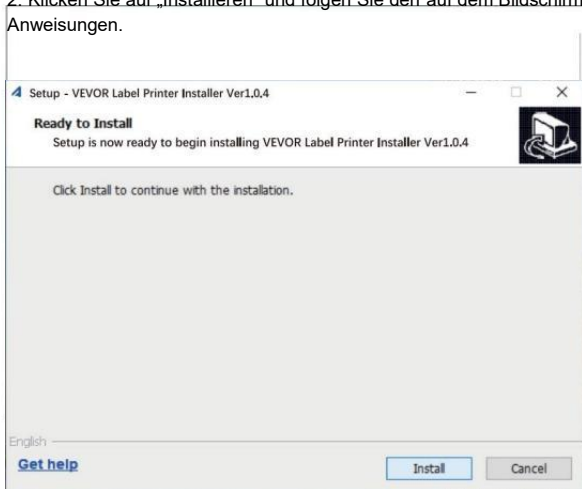 2. Klicken Sie auf „Installieren“ und folgen Sie den auf dem Bildschirm
Anweisungen.
Setup - VEVOR Label Printer Installer Ver1.0.4
Ready to Install
Setup is now ready to begin installing VEVOR Label Printer Installer Ver1.0.4
Click Install to continue with the installation.
English
Get help
Install Cancel